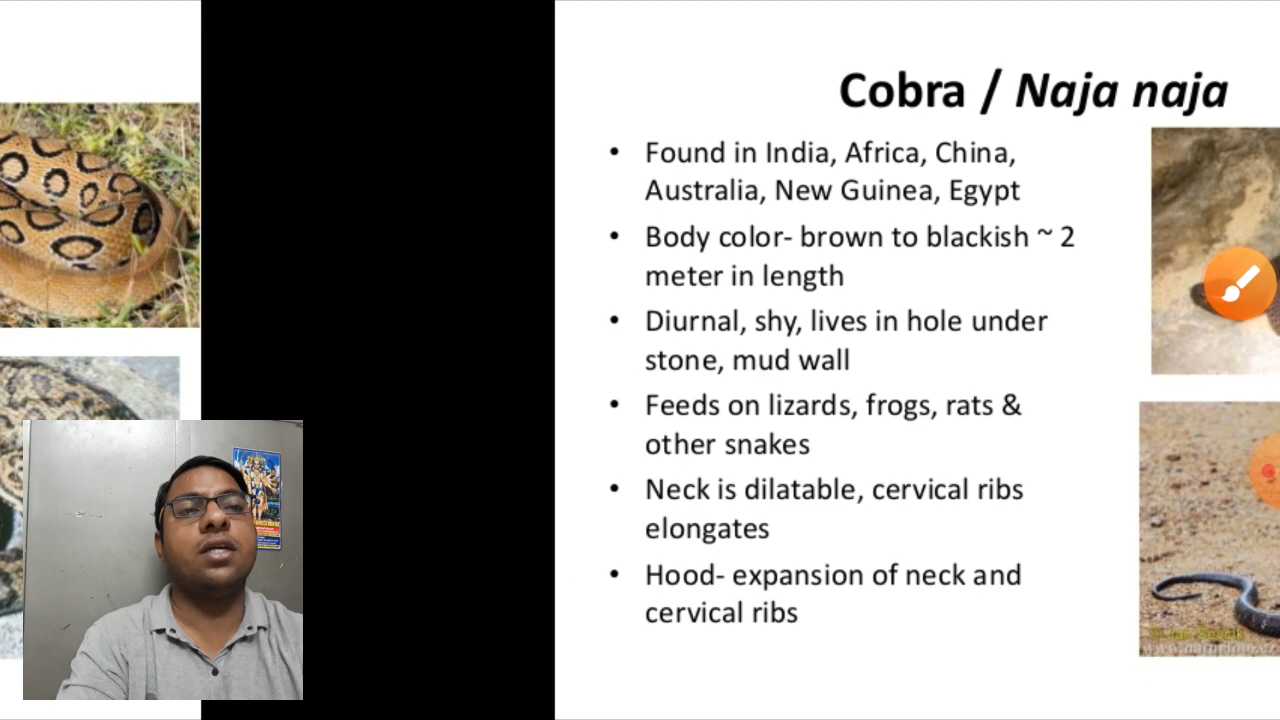 Cobra / Naja naja
• Found in India, Africa, China,
Australia, New Guinea, Egypt
• Body color- brown to blackish ~ 2
meter in length
• Diurnal, shy, lives in hole under
stone, mud wall
• Feeds on lizards, frogs, rats &
other snakes
• Neck is dilatable, cervical ribs
elongates
• Hood- expansion of neck and
cervical ribs